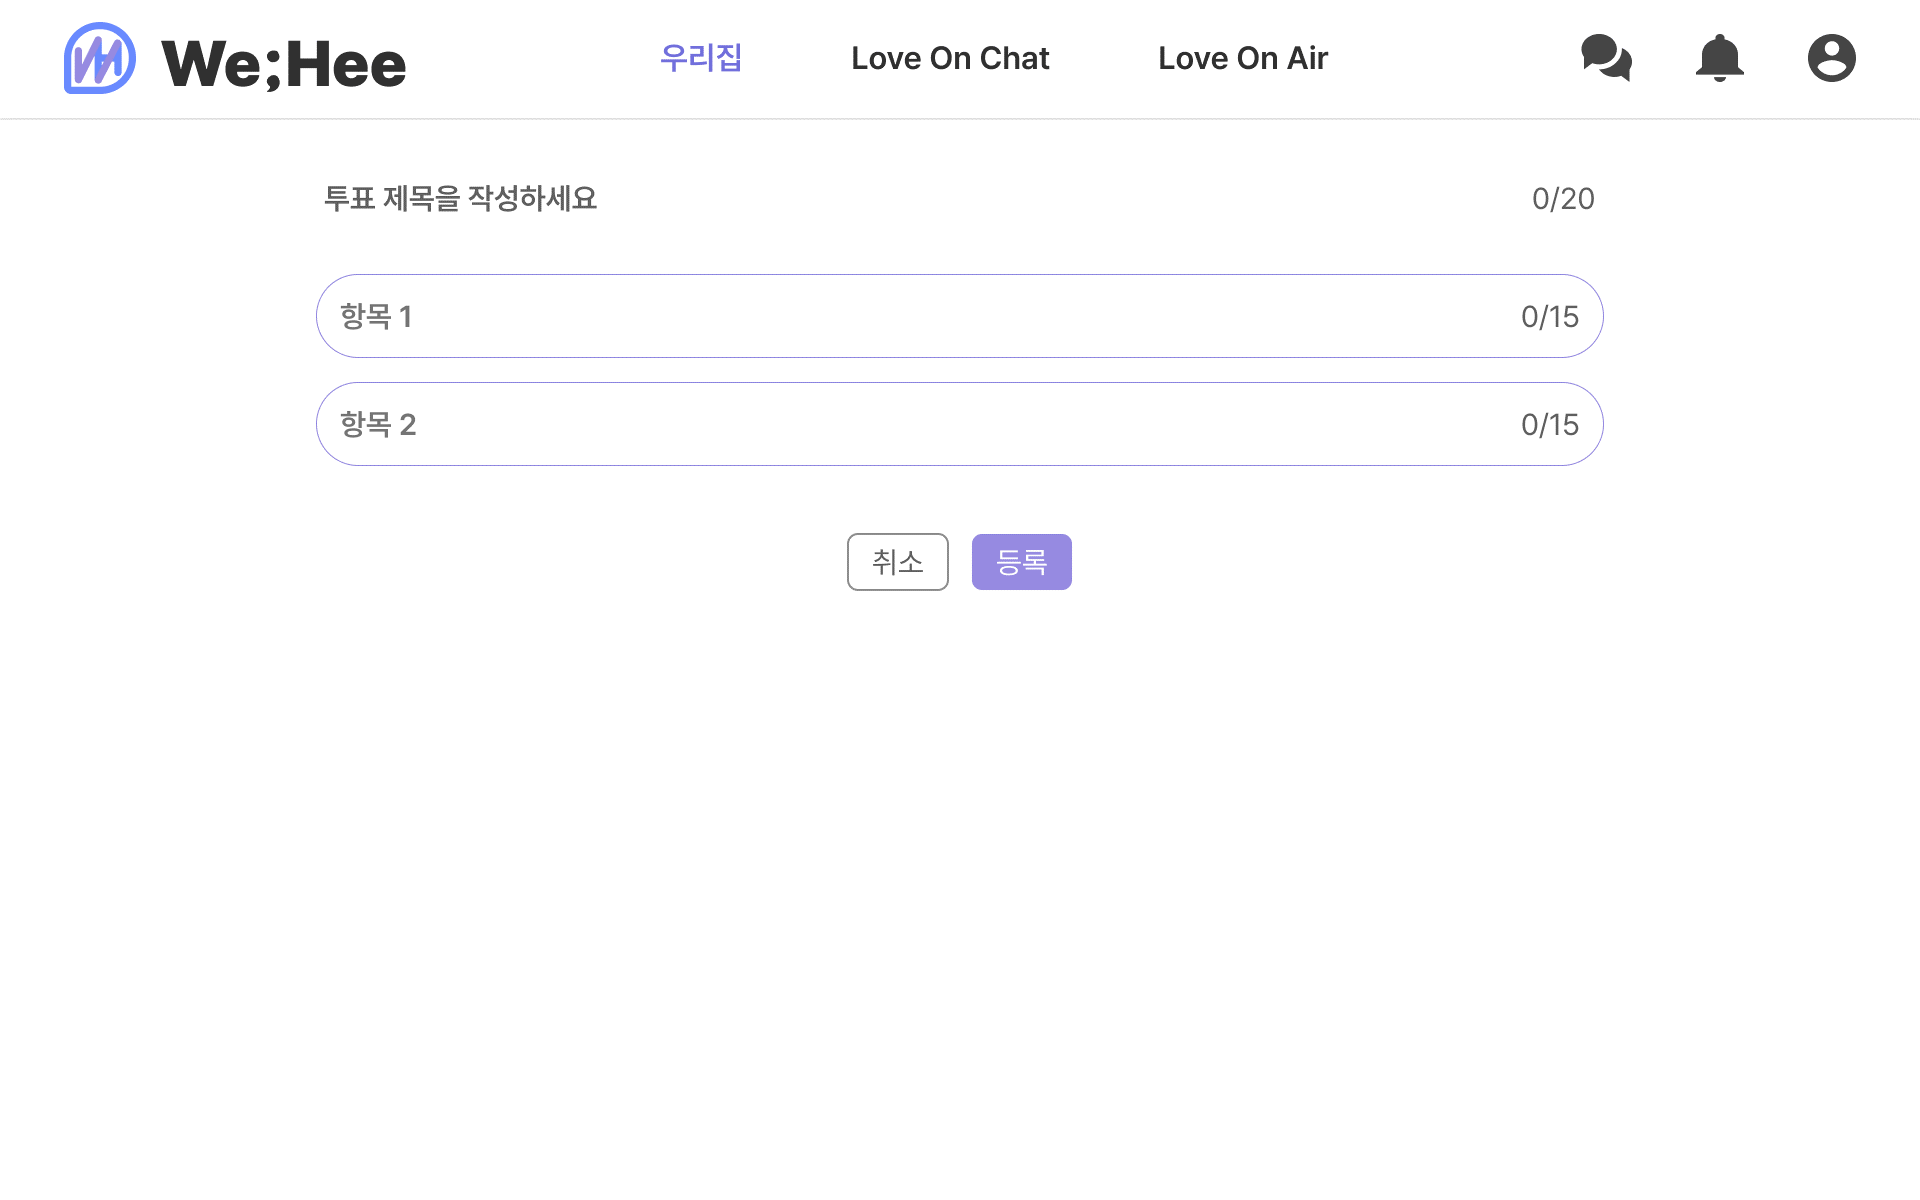 We;Hee
우리집
Love On Chat
Love On Air
투표 제목을 작성하세요 0/20
항목 1 0/15
항목 2 0/15
취소
등록